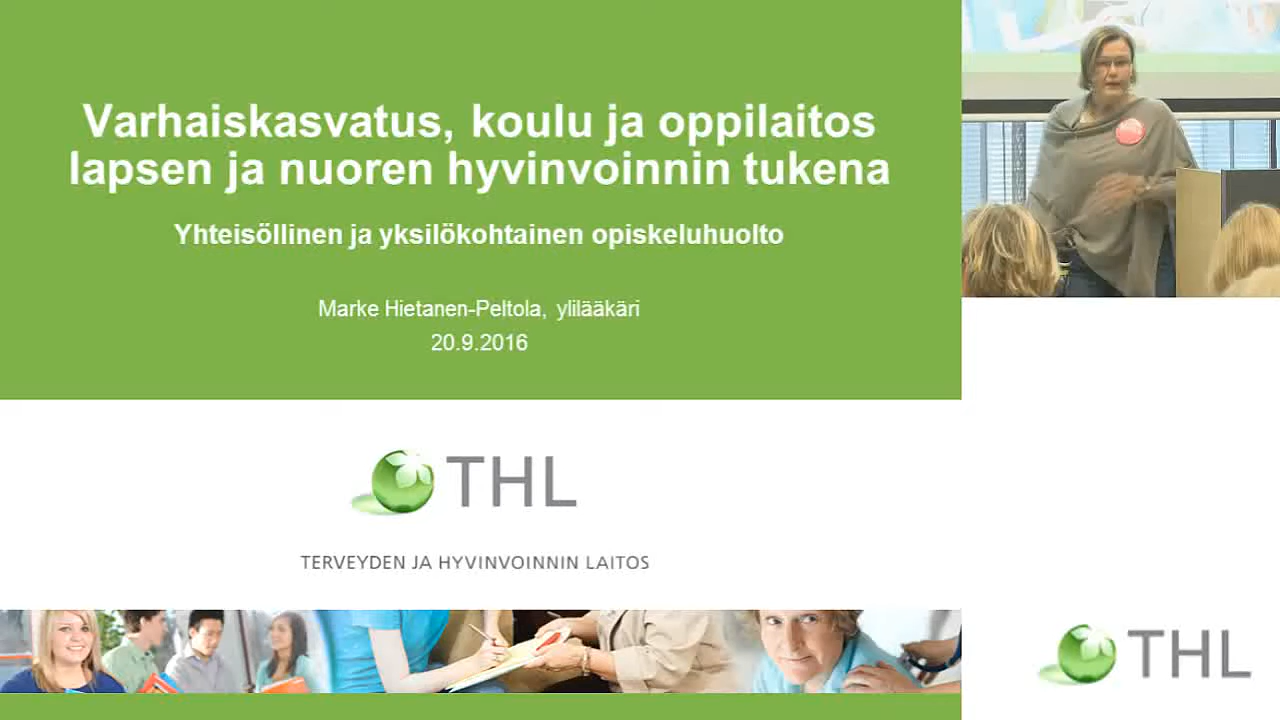 Varhaiskasvatus, koulu ja oppilaitos
lapsen ja nuoren hyvinvoinnin tukena
Yhteisöllinen ja yksilökohtainen opiskeluhuolto
Marke Hietanen-Peltola, ylilääkäri
20.9.2016
THL
TERVEYDEN JA HYVINVOINNIN LAITOS
THL